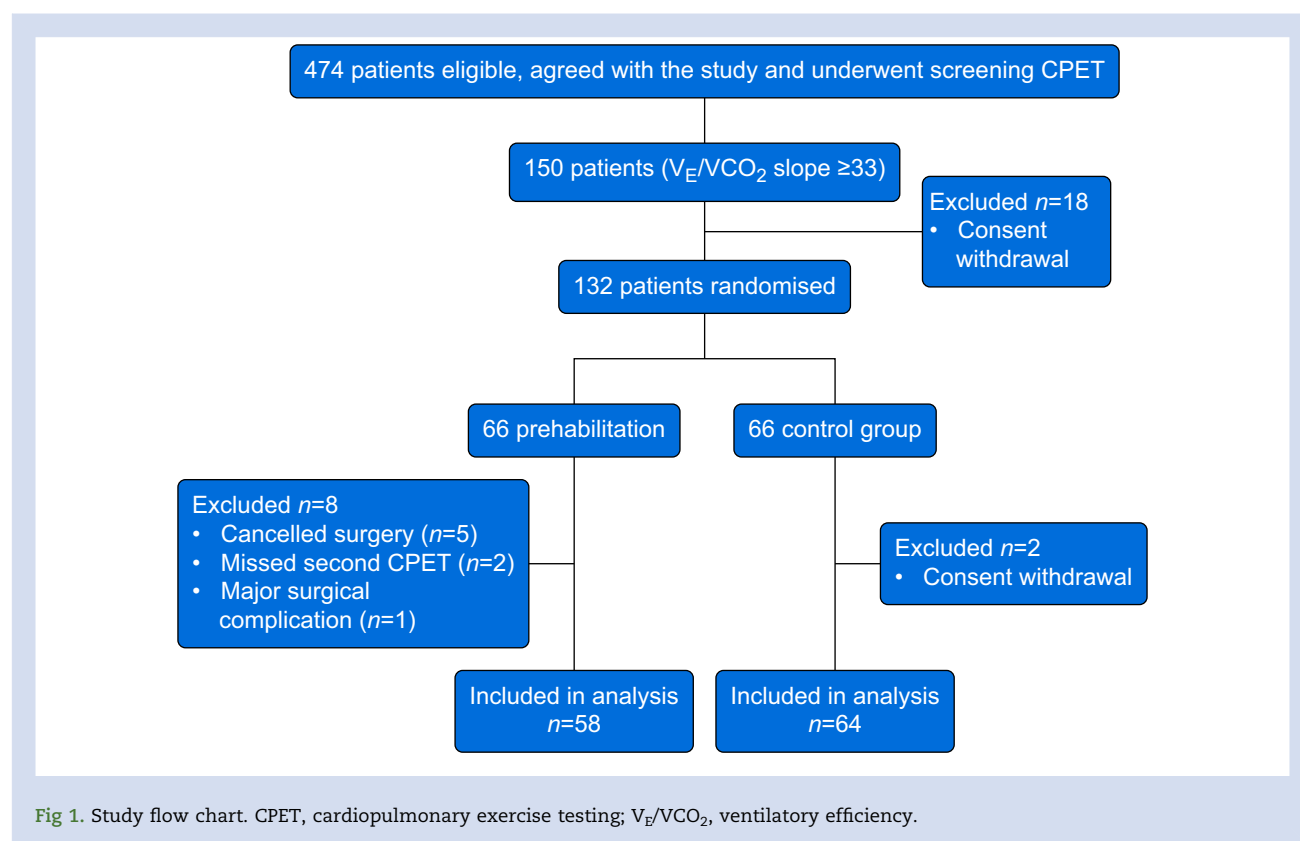 474 patients eligible, agreed with the study and underwent screening CPET
150 patients (VE/VCO2 slope ≥33)
Excluded n=18
• Consent
withdrawal
132 patients randomised
66 prehabilitation
66 control group
Excluded n=8
• Cancelled surgery (n=5)
• Missed second CPET (n=2)
• Major surgical
complication (n=1)
Excluded n=2
• Consent withdrawal
Included in analysis
n=58
Included in analysis
n=64
Fig 1. Study flow chart. CPET, cardiopulmonary exercise testing; VE/VCO2, ventilatory efficiency.